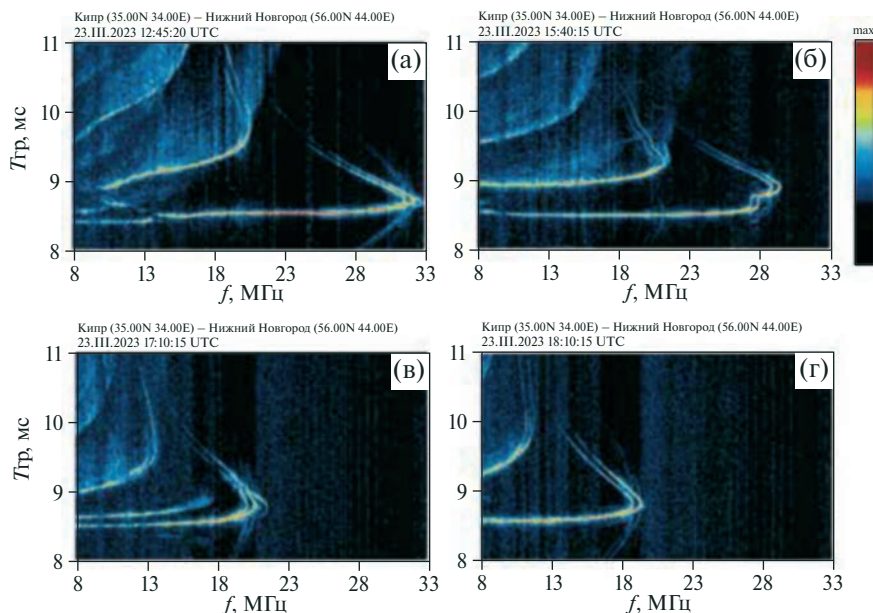 Кипр (35.00N 34.00E) – Нижний Новгород (56.00N 44.00E)
23.III.2023 12:45:20 UTC
(а)
11
10
9
8
Tгр, мс
8 13 18 23 28 33
f, МГц
Кипр (35.00N 34.00E) – Нижний Новгород (56.00N 44.00E)
23.III.2023 15:40:15 UTC
(б)
11
10
9
8
8 13 18 23 28 33
f, МГц
max
Кипр (35.00N 34.00E) – Нижний Новгород (56.00N 44.00E)
23.III.2023 17:10:15 UTC
(в)
11
10
9
8
Tгр, мс
8 13 18 23 28 33
f, МГц
Кипр (35.00N 34.00E) – Нижний Новгород (56.00N 44.00E)
23.III.2023 18:10:15 UTC
(г)
11
10
9
8
8 13 18 23 28 33
f, МГц